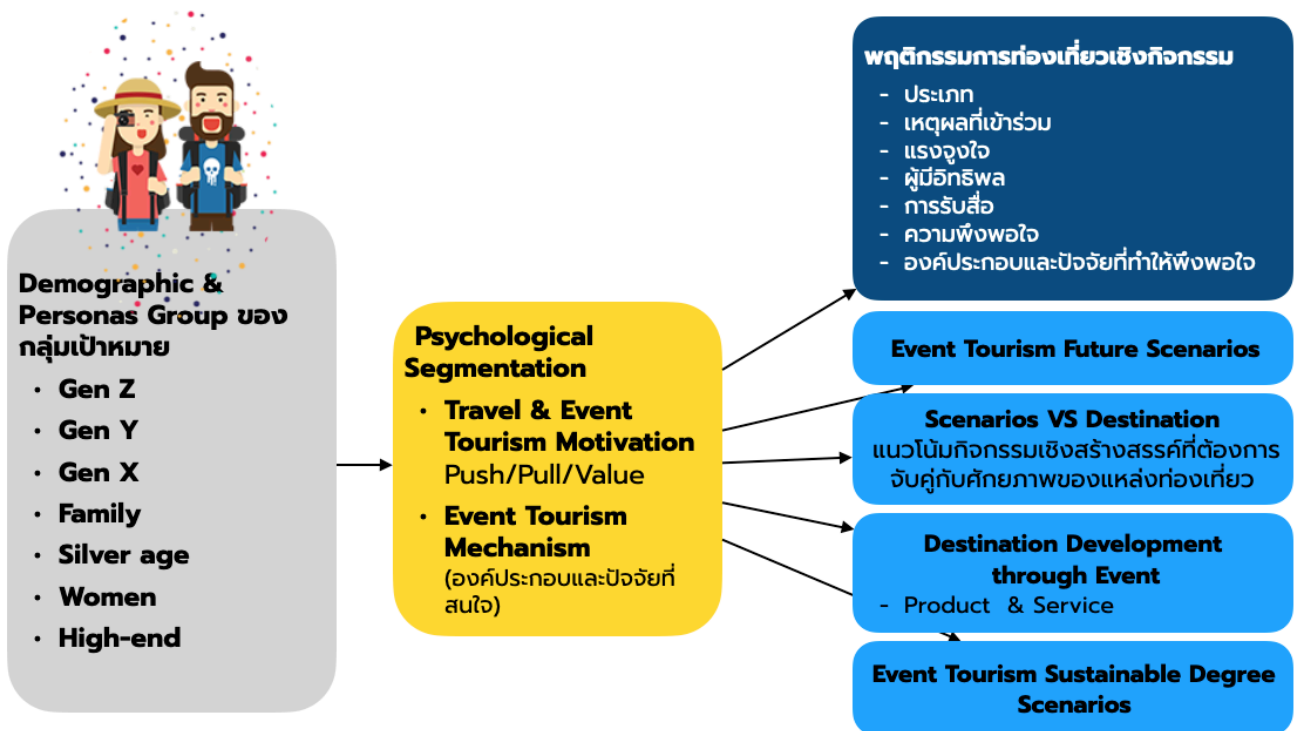 Demographic &
Personas Group ของ
กลุ่มเป้าหมาย
• Gen Z
• Gen Y
• Gen X
• Family
• Silver age
• Women
• High-end
Psychological
Segmentation
• Travel & Event
Tourism Motivation
Push/Pull/Value
• Event Tourism
Mechanism
(องค์ประกอบและปัจจัยที่
สนใจ)
พฤติกรรมการท่องเที่ยวเชิงกิจกรรม
- ประเภท
- เหตุผลที่เข้าร่วม
- แรงจูงใจ
- ผู้มีอิทธิพล
- การรับสื่อ
- ความพึงพอใจ
- องค์ประกอบและปัจจัยที่ทำให้พึงพอใจ
Event Tourism Future Scenarios
Scenarios VS Destination
แนวโน้มกิจกรรมเชิงสร้างสรรค์ที่ต้องการ
จับคู่กับศักยภาพของแหล่งท่องเที่ยว
Destination Development
through Event
- Product & Service
Event Tourism Sustainable Degree
Scenarios